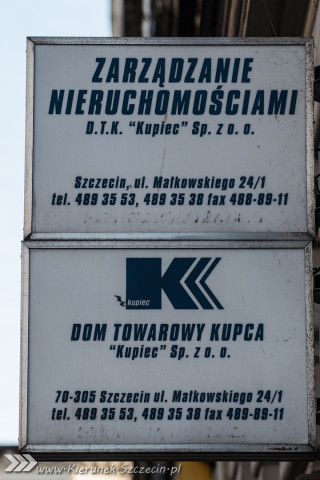 ZARZĄDZANIE
NIERUCHOMOŚCIAMI
D.T.K. "Kupiec" Sp. z o. o.
Szczecin, ul. Małkowskiego 24/1
tel. 489 35 53, 489 35 38 fax 488-89-11
kupiec
K
DOM TOWAROWY KUPCA
"Kupiec" Sp. z o. o.
70-305 Szczecin ul. Małkowskiego 24/1
tel. 489 35 53, 489 35 38 fax 489-89-11
www.Kierunek-Szczecin.pl